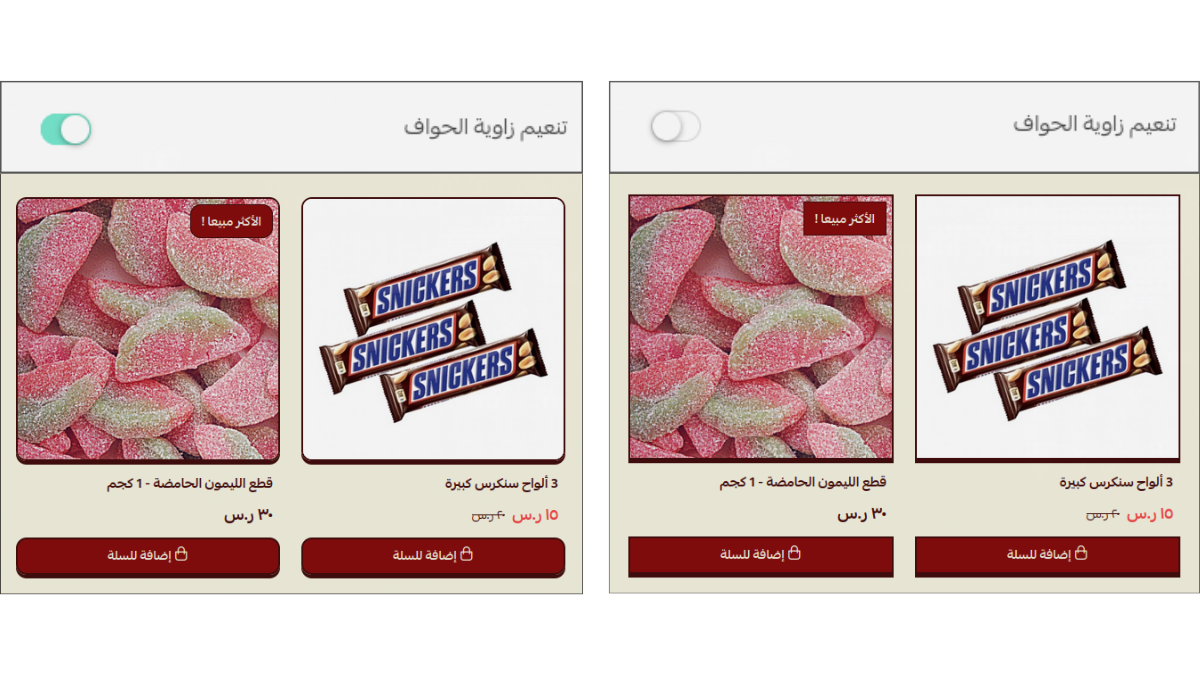 تنعيم زاوية الحواف
الأكثر مبيعا !
SNICKERS
SNICKERS
SNICKERS
3 ألواح سنكرس كبيرة
١٥ ر.س ٢٠ ر.س
إضافة للسلة
قطع الليمون الحامضة - 1 كجم
٣٠ ر.س
إضافة للسلة
تنعيم زاوية الحواف
الأكثر مبيعا !
SNICKERS
SNICKERS
SNICKERS
3 ألواح سنكرس كبيرة
١٥ ر.س ٢٠ ر.س
إضافة للسلة
قطع الليمون الحامضة - 1 كجم
٣٠ ر.س
إضافة للسلة